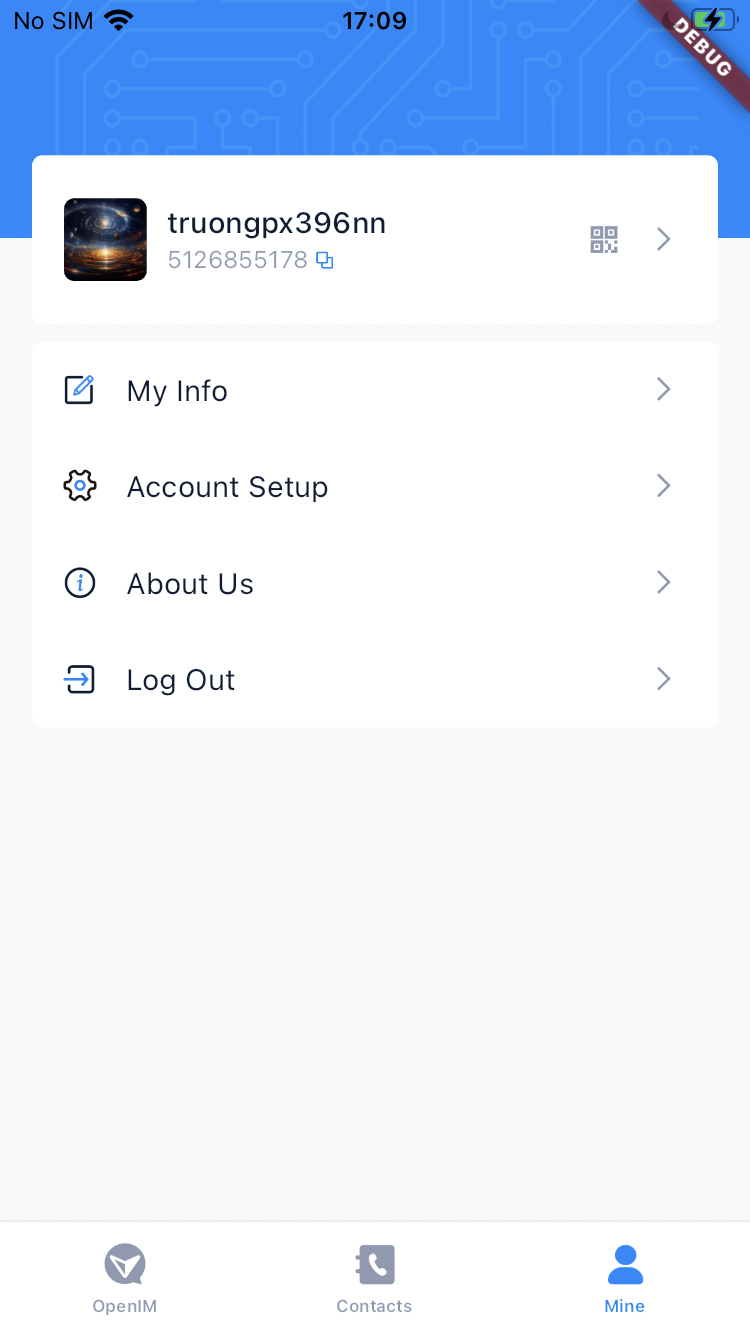 No SIM 17:09
DEBUG
truongpx396nn
5126855178
My Info
Account Setup
About Us
Log Out
OpenIM Contacts Mine